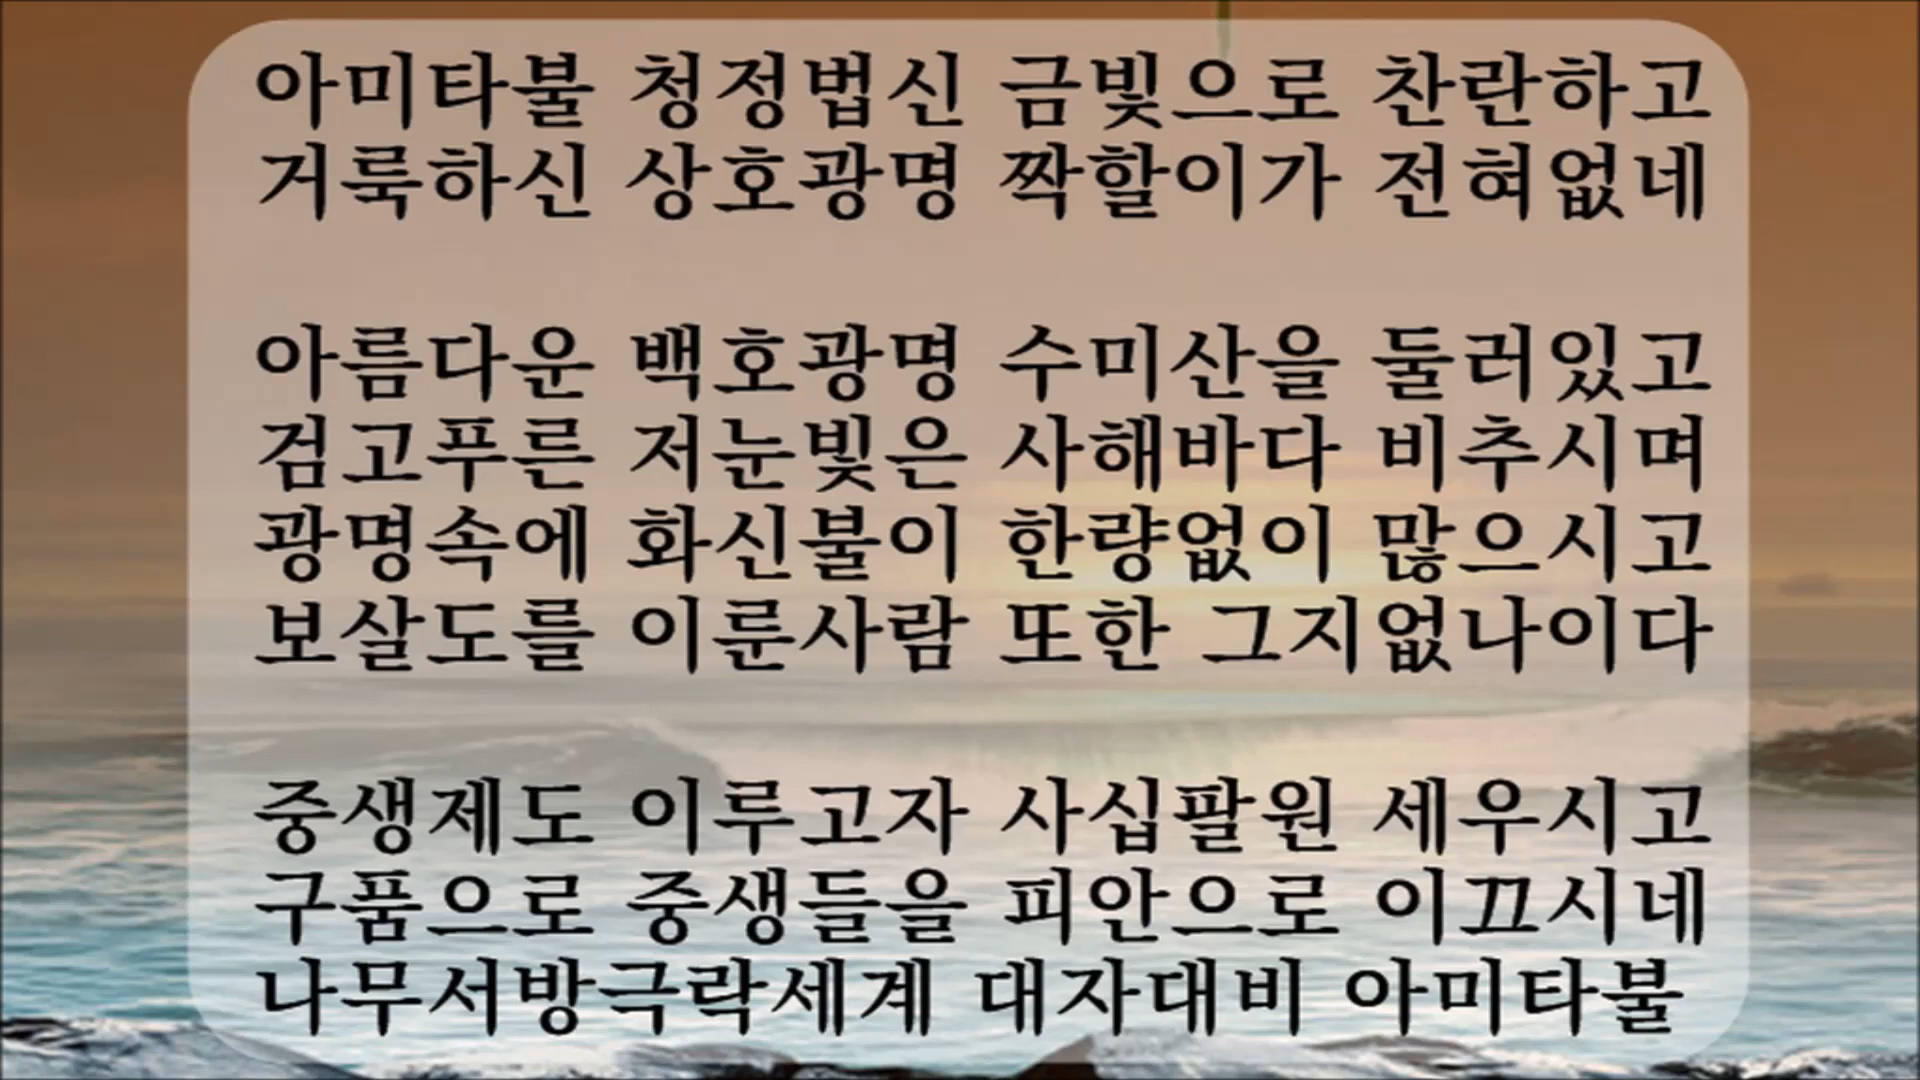 아미타불 청정법신 금빛으로 찬란하고
거룩하신 상호광명 짝할이가 전혀없네
아름다운 백호광명 수미산을 둘러있고
검고푸른 저눈빛은 사해바다 비추시며
광명속에 화신불이 한량없이 많으시고
보살도를 이룬사람 또한 그지없나이다
중생제도 이루고자 사십팔원 세우시고
구품으로 중생들을 피안으로 이끄시네
나무서방극락세계 대자대비 아미타불